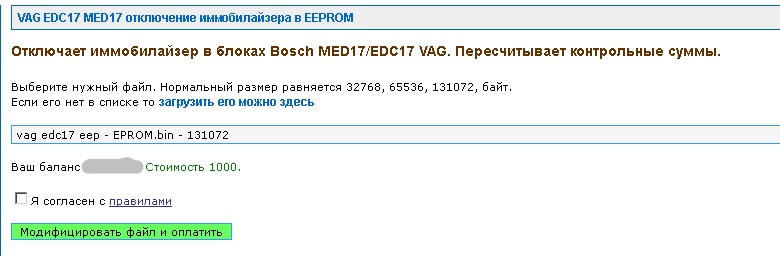 VAG EDC17 MED17 отключение иммобилайзера в EEPROM
Отключает иммобилайзер в блоках Bosch MED17/EDC17 VAG. Пересчитывает контрольные суммы.
Выберите нужный файл. Нормальный размер равняется 32768, 65536, 131072, байт.
Если его нет в списке то загрузить его можно здесь
vag edc17 eep - EPROM.bin - 131072
Ваш баланс Стоимость 1000.
Я согласен с правилами
Модифицировать файл и оплатить